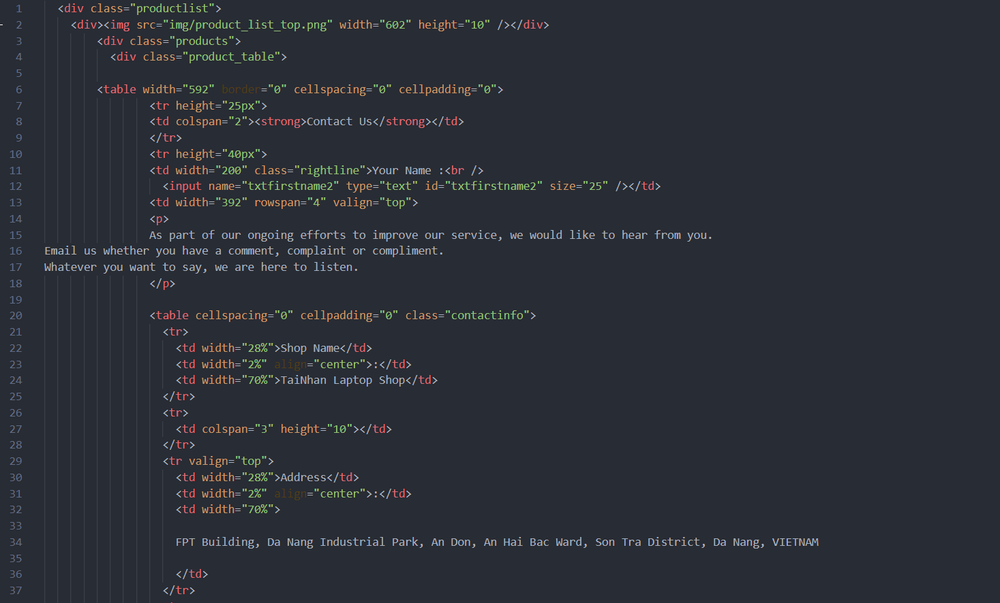 1 <div class="productlist">
2 <div><img src="img/product_list_top.png" width="602" height="10" /></div>
3 <div class="products">
4 <div class="product_table">
5
6 <table width="592" border="0" cellspacing="0" cellpadding="0">
7 <tr height="25px">
8 <td colspan="2"><strong>Contact Us</strong></td>
9 </tr>
10 <tr height="40px">
11 <td width="200" class="rightline">Your Name :<br />
12 <input name="txtfirstname2" type="text" id="txtfirstname2" size="25" /></td>
13 <td width="392" rowspan="4" valign="top">
14 <p>
15 As part of our ongoing efforts to improve our service, we would like to hear from you.
16 Email us whether you have a comment, complaint or compliment.
17 Whatever you want to say, we are here to listen.
18 </p>
19
20 <table cellspacing="0" cellpadding="0" class="contactinfo">
21 <tr>
22 <td width="28%">Shop Name</td>
23 <td width="2%" align="center">:</td>
24 <td width="70%">TaiNhan Laptop Shop</td>
25 </tr>
26 <tr>
27 <td colspan="3" height="10"></td>
28 </tr>
29 <tr valign="top">
30 <td width="28%">Address</td>
31 <td width="2%" align="center">:</td>
32 <td width="70%">
33
34 FPT Building, Da Nang Industrial Park, An Don, An Hai Bac Ward, Son Tra District, Da Nang, VIETNAM
35
36 </td>
37 </tr>